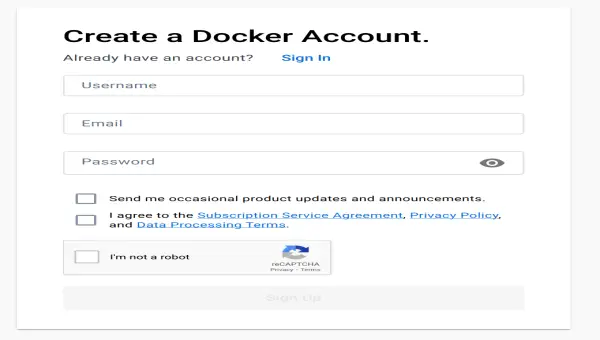 Create a Docker Account.
Already have an account? Sign In
Username
Email
Password
Send me occasional product updates and announcements.
I agree to the Subscription Service Agreement, Privacy Policy,
and Data Processing Terms.
I'm not a robot
reCAPTCHA
Privacy - Terms
Sign Up